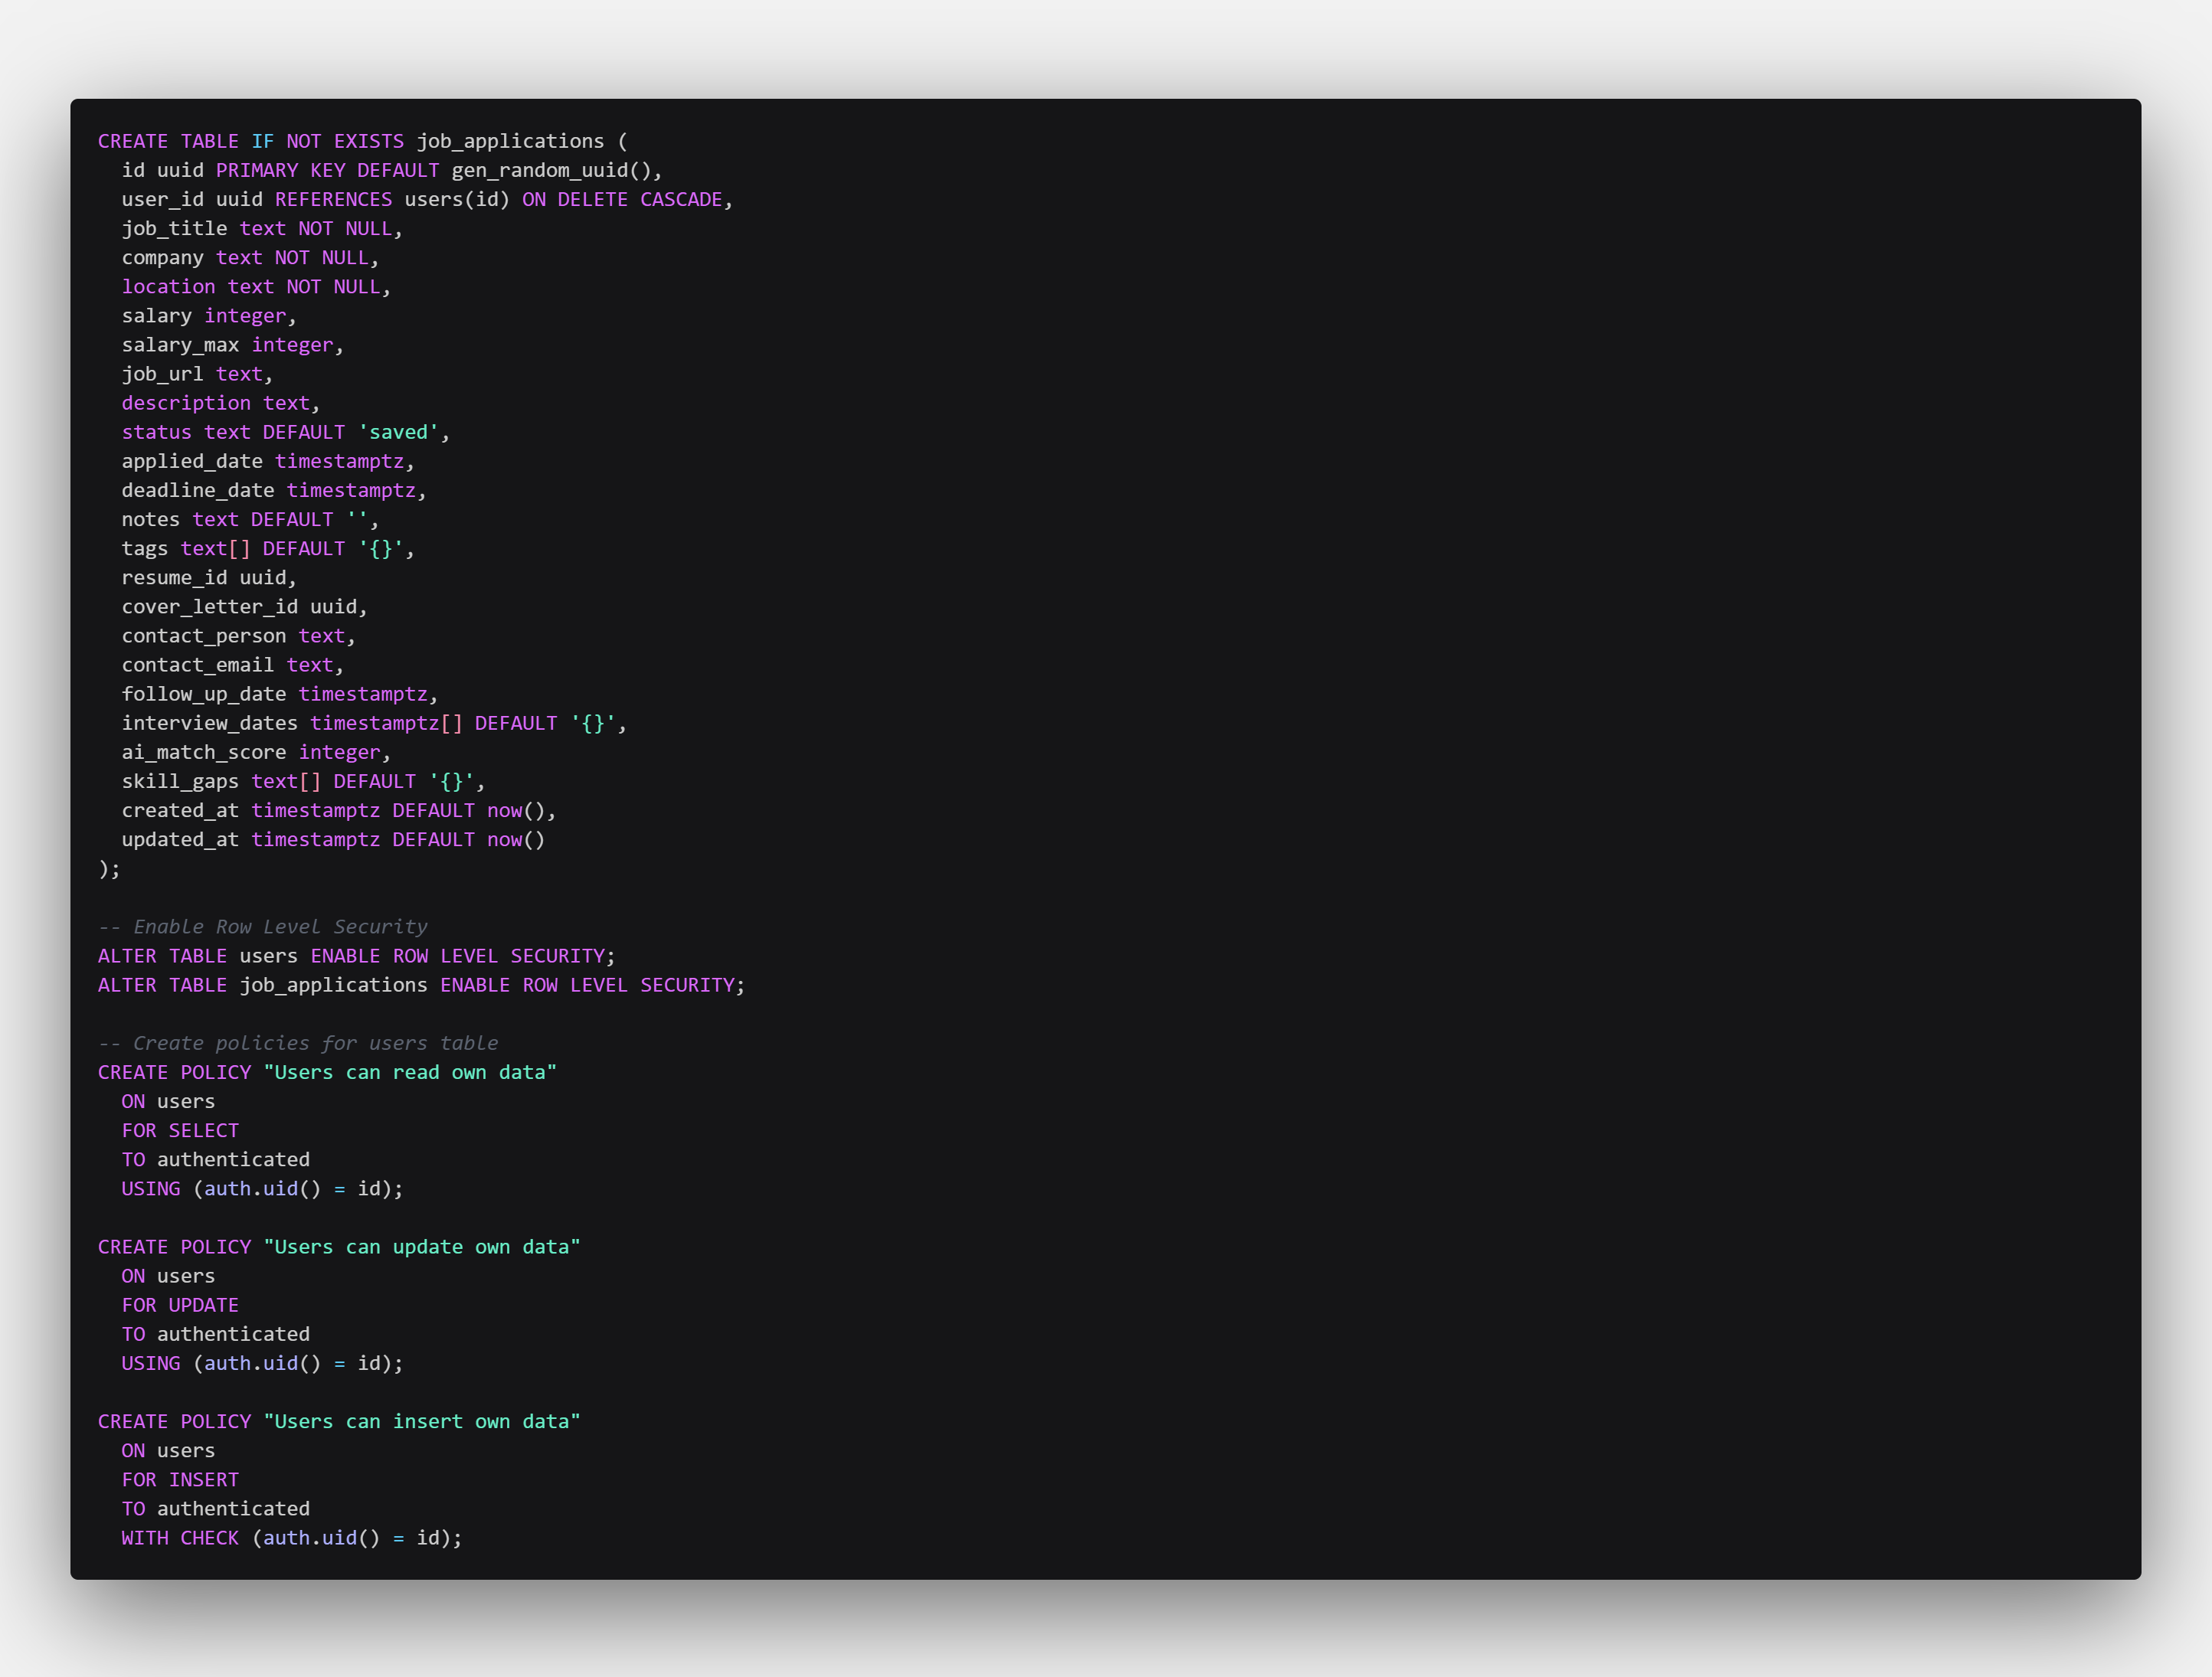 CREATE TABLE IF NOT EXISTS job_applications (
  id uuid PRIMARY KEY DEFAULT gen_random_uuid(),
  user_id uuid REFERENCES users(id) ON DELETE CASCADE,
  job_title text NOT NULL,
  company text NOT NULL,
  location text NOT NULL,
  salary integer,
  salary_max integer,
  job_url text,
  description text,
  status text DEFAULT 'saved',
  applied_date timestamptz,
  deadline_date timestamptz,
  notes text DEFAULT '',
  tags text[] DEFAULT '{}',
  resume_id uuid,
  cover_letter_id uuid,
  contact_person text,
  contact_email text,
  follow_up_date timestamptz,
  interview_dates timestamptz[] DEFAULT '{}',
  ai_match_score integer,
  skill_gaps text[] DEFAULT '{}',
  created_at timestamptz DEFAULT now(),
  updated_at timestamptz DEFAULT now()
);

-- Enable Row Level Security
ALTER TABLE users ENABLE ROW LEVEL SECURITY;
ALTER TABLE job_applications ENABLE ROW LEVEL SECURITY;

-- Create policies for users table
CREATE POLICY "Users can read own data"
  ON users
  FOR SELECT
  TO authenticated
  USING (auth.uid() = id);

CREATE POLICY "Users can update own data"
  ON users
  FOR UPDATE
  TO authenticated
  USING (auth.uid() = id);

CREATE POLICY "Users can insert own data"
  ON users
  FOR INSERT
  TO authenticated
  WITH CHECK (auth.uid() = id);